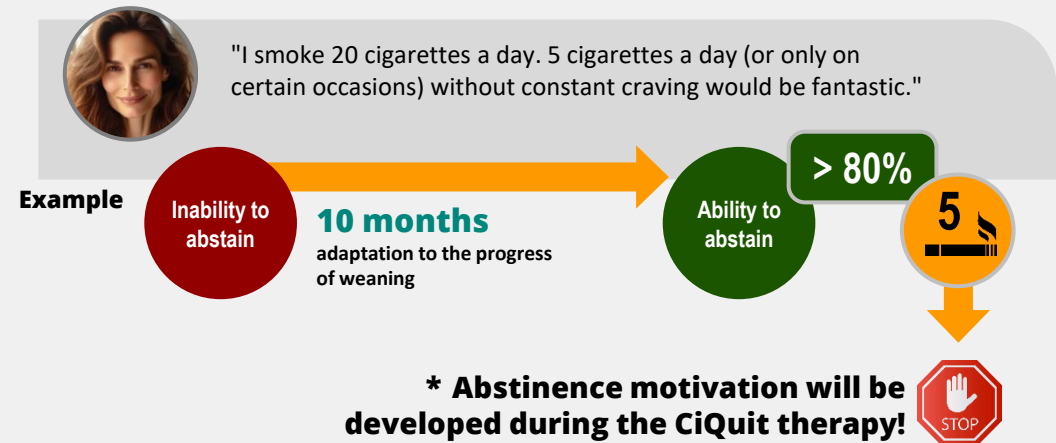 "I smoke 20 cigarettes a day. 5 cigarettes a day (or only on
certain occasions) without constant craving would be fantastic."
Example
Inability to
abstain
10 months
adaptation to the progress
of weaning
Ability to
abstain
> 80%
5
* Abstinence motivation will be
developed during the CiQuit therapy!
STOP